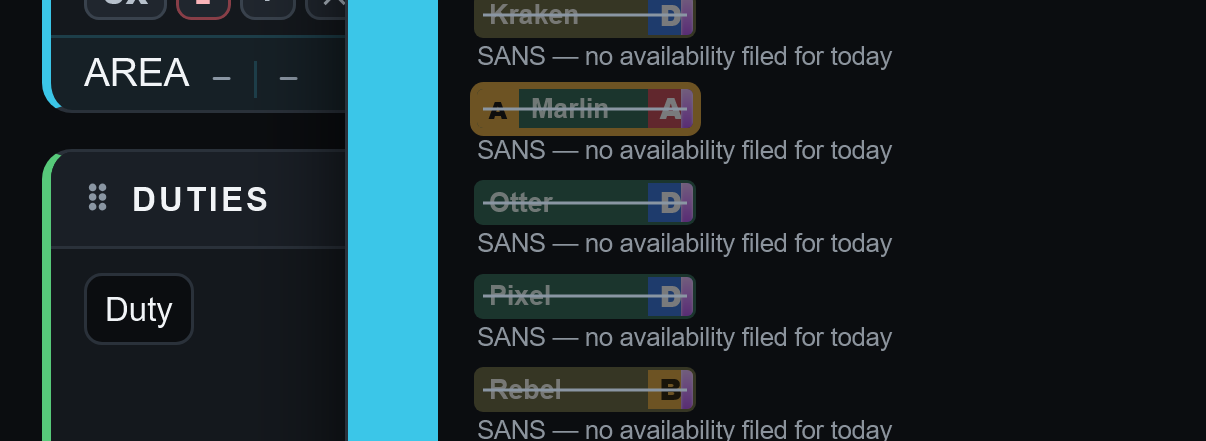 Kraken D
SANS — no availability filed for today
AREA – –
A Marlin A
SANS — no availability filed for today
DUTIES
Otter D
SANS — no availability filed for today
Duty
Pixel D
SANS — no availability filed for today
Rebel B
SANS — no availability filed for today